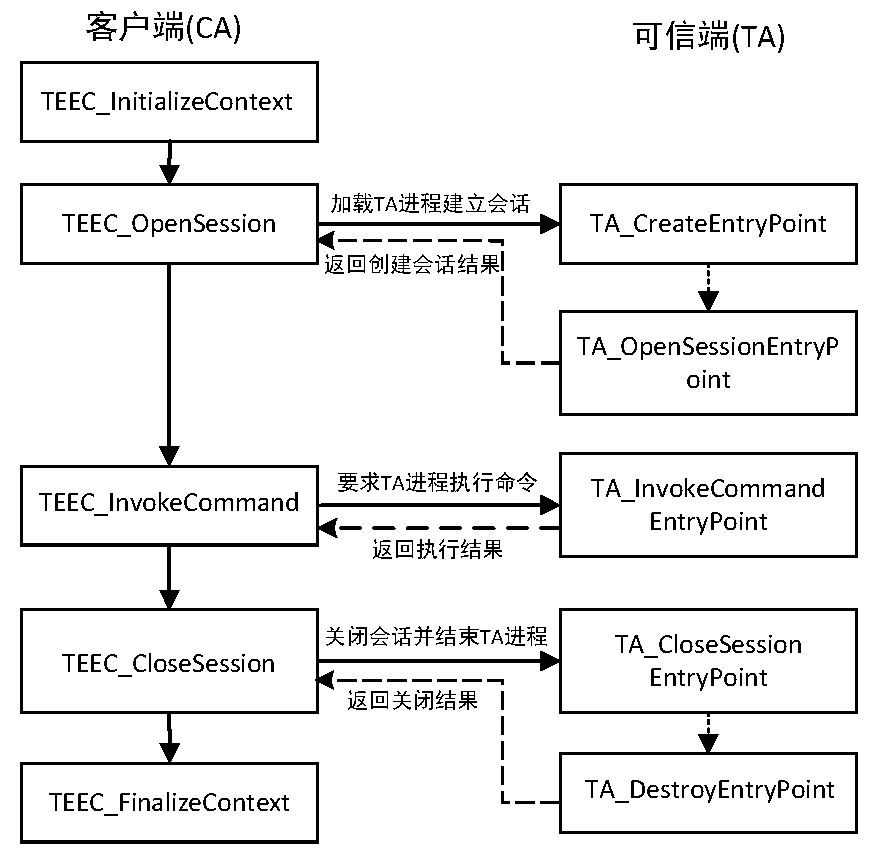 客户端(CA)
可信端(TA)
TEEC_InitializeContext
TEEC_OpenSession
加载TA进程建立会话
TA_CreateEntryPoint
返回创建会话结果
TA_OpenSessionEntryP
oint
TEEC_InvokeCommand
要求TA进程执行命令
TA_InvokeCommand
EntryPoint
返回执行结果
TEEC_CloseSession
关闭会话并结束TA进程
TA_CloseSession
EntryPoint
返回关闭结果
TEEC_FinalizeContext
TA_DestroyEntryPoint